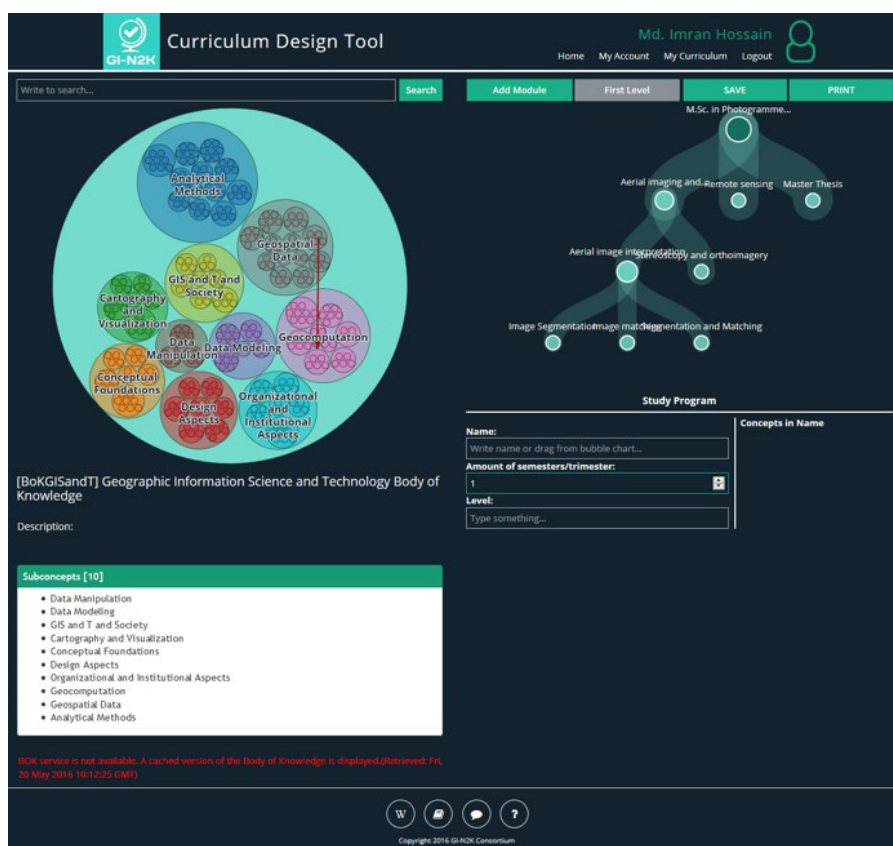 GI-N2K
Curriculum Design Tool
Md. Imran Hossain
Home My Account My Curriculum Logout
Write to search...
Search
Add Module
First Level
SAVE
PRINT
Analytical
Methods
Geospatial
Data
GIS and T and
Society
Cartography
and
Visualization
Data
Manipulation
Data Modeling
Geocomputation
Conceptual
Foundations
Design
Aspects
Organizational
and
Institutional
Aspects
M.Sc. in Photogramme...
Aerial imaging and...
Remote sensing
Master Thesis
Aerial image interpretation
Stereoscopy and orthoimagery
Image Segmentation
Image matching
Segmentation and Matching
Study Program
Name:
Write name or drag from bubble chart...
Amount of semesters/trimester:
1
Level:
Type something...
Concepts in Name
[BoKGISandT] Geographic Information Science and Technology Body of
Knowledge
Description:
Subconcepts [10]
Data Manipulation
Data Modeling
GIS and T and Society
Cartography and Visualization
Conceptual Foundations
Design Aspects
Organizational and Institutional Aspects
Geocomputation
Geospatial Data
Analytical Methods
BOK service is not available. A cached version of the Body of Knowledge is displayed.(Retrieved: Fri,
20 May 2016 10:12:25 GMT)
W
?
Copyright 2016 GI-N2K Consortium